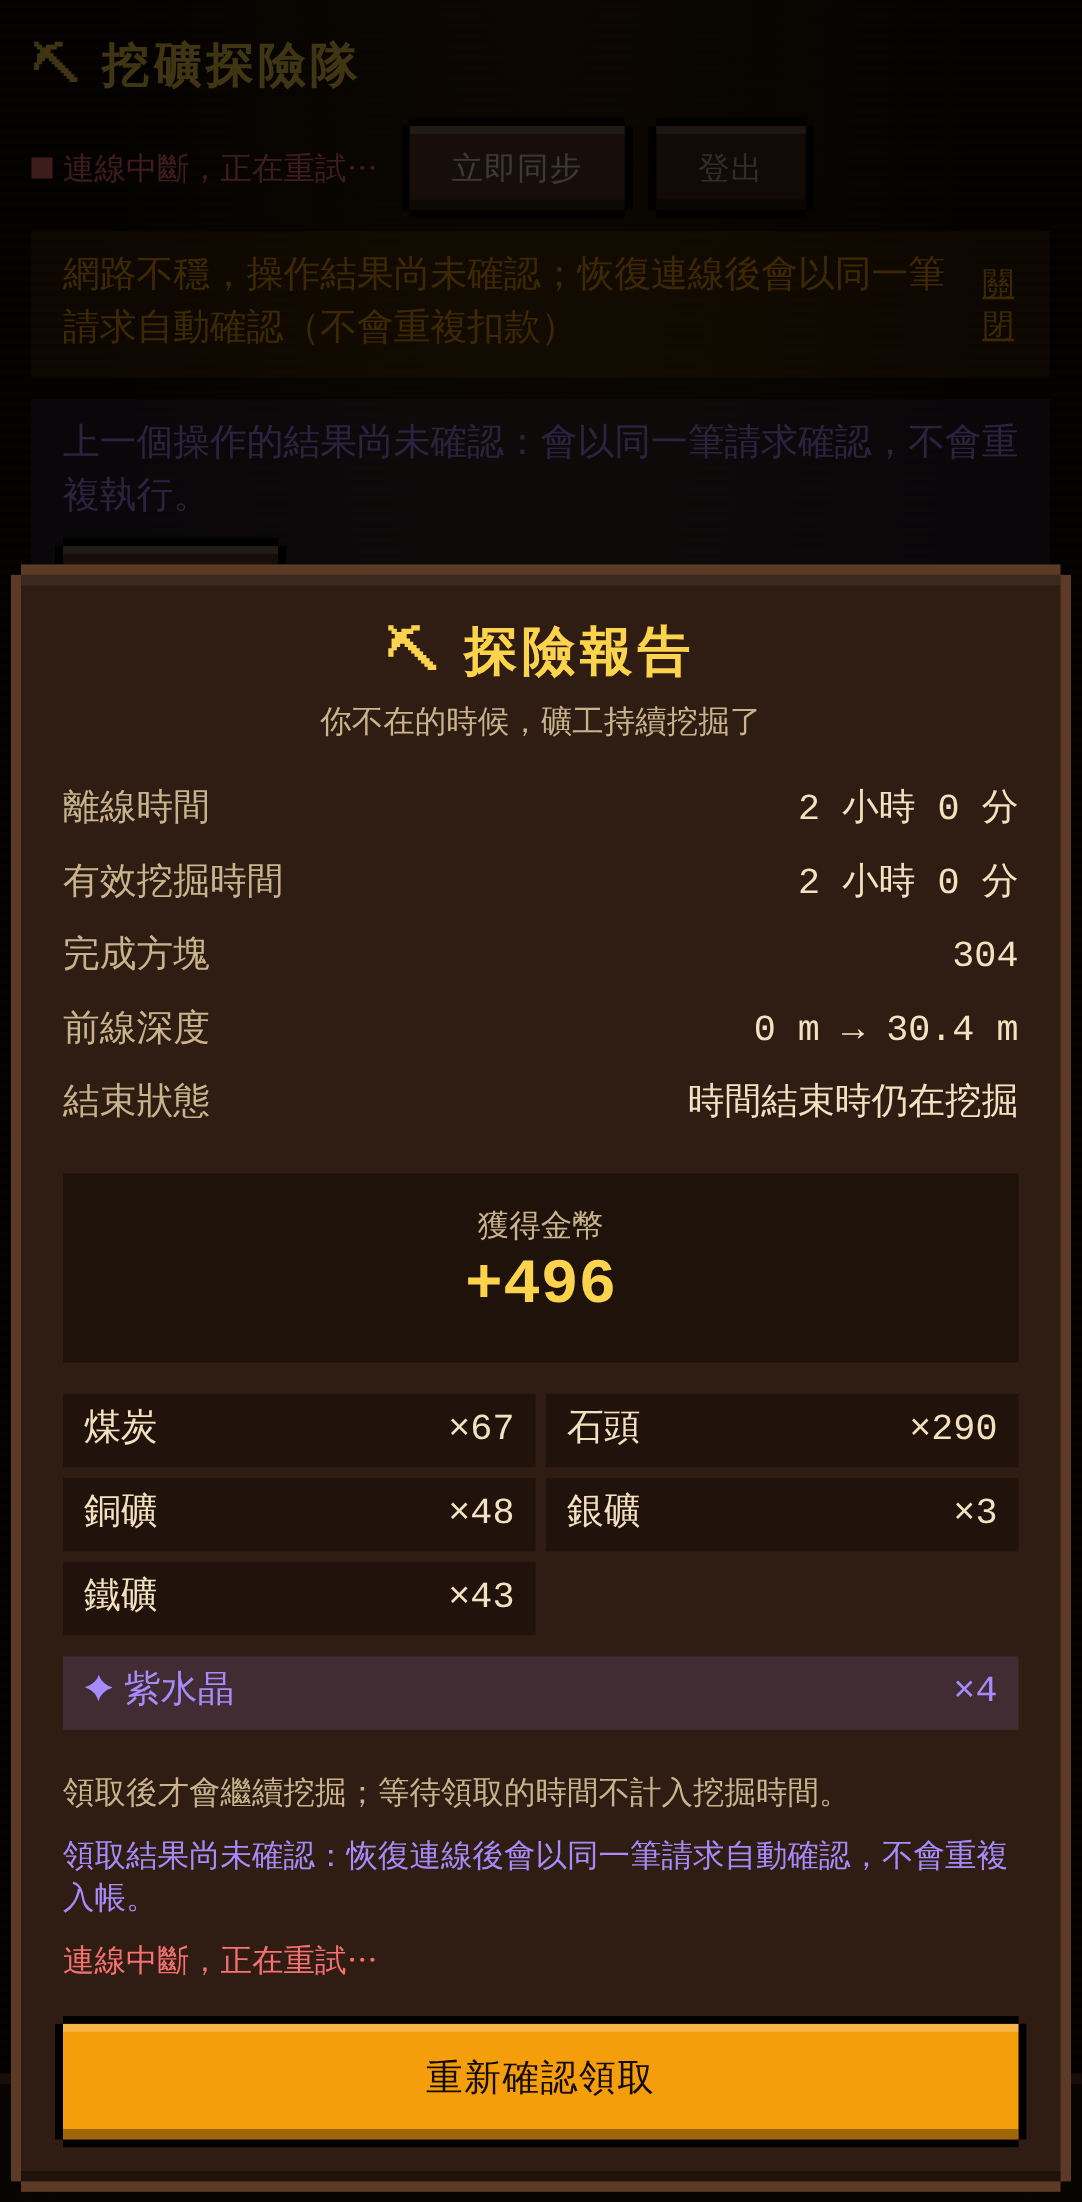 ⛏ 挖礦探險隊
連線中斷，正在重試⋯ 立即同步 登出
網路不穩，操作結果尚未確認；恢復連線後會以同一筆
請求自動確認（不會重複扣款）
關
閉
上一個操作的結果尚未確認：會以同一筆請求確認，不會重
複執行。
⛏ 探險報告
你不在的時候，礦工持續挖掘了
離線時間 2 小時 0 分
有效挖掘時間 2 小時 0 分
完成方塊 304
前線深度 0 m → 30.4 m
結束狀態 時間結束時仍在挖掘
獲得金幣
+496
煤炭 ×67 石頭 ×290
銅礦 ×48 銀礦 ×3
鐵礦 ×43
✦ 紫水晶 ×4
領取後才會繼續挖掘；等待領取的時間不計入挖掘時間。
領取結果尚未確認：恢復連線後會以同一筆請求自動確認，不會重複
入帳。
連線中斷，正在重試⋯
重新確認領取